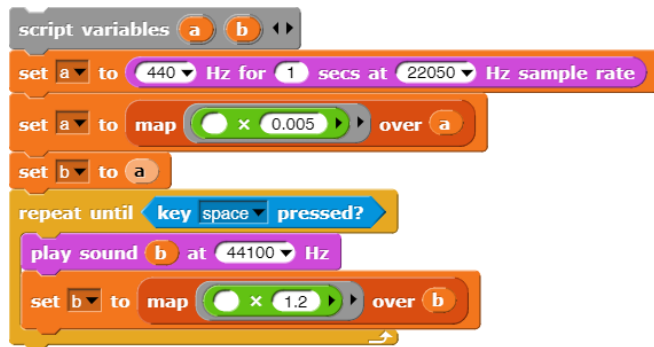 script variables a b
set a to 440 Hz for 1 secs at 22050 Hz sample rate
set a to map × 0.005 over a
set b to a
repeat until key space pressed?
play sound b at 44100 Hz
set b to map × 1.2 over b